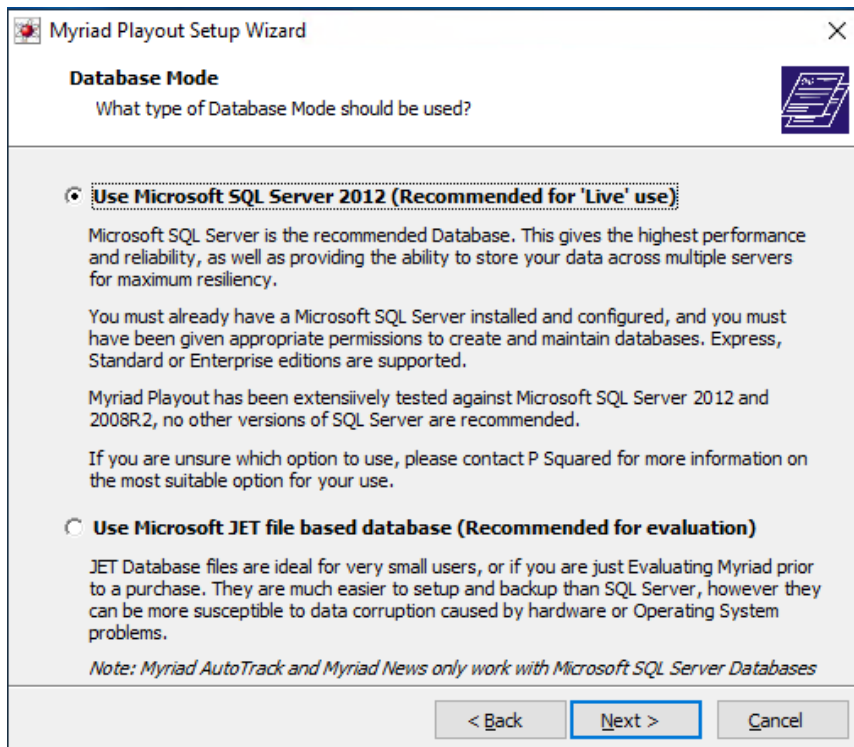 Myriad Playout Setup Wizard
Database Mode
What type of Database Mode should be used?
Use Microsoft SQL Server 2012 (Recommended for 'Live' use)
Microsoft SQL Server is the recommended Database. This gives the highest performance
and reliability, as well as providing the ability to store your data across multiple servers
for maximum resiliency.
You must already have a Microsoft SQL Server installed and configured, and you must
have been given appropriate permissions to create and maintain databases. Express,
Standard or Enterprise editions are supported.
Myriad Playout has been extensiively tested against Microsoft SQL Server 2012 and
2008R2, no other versions of SQL Server are recommended.
If you are unsure which option to use, please contact P Squared for more information on
the most suitable option for your use.
Use Microsoft JET file based database (Recommended for evaluation)
JET Database files are ideal for very small users, or if you are just Evaluating Myriad prior
to a purchase. They are much easier to setup and backup than SQL Server, however they
can be more susceptible to data corruption caused by hardware or Operating System
problems.
Note: Myriad AutoTrack and Myriad News only work with Microsoft SQL Server Databases
< Back Next > Cancel